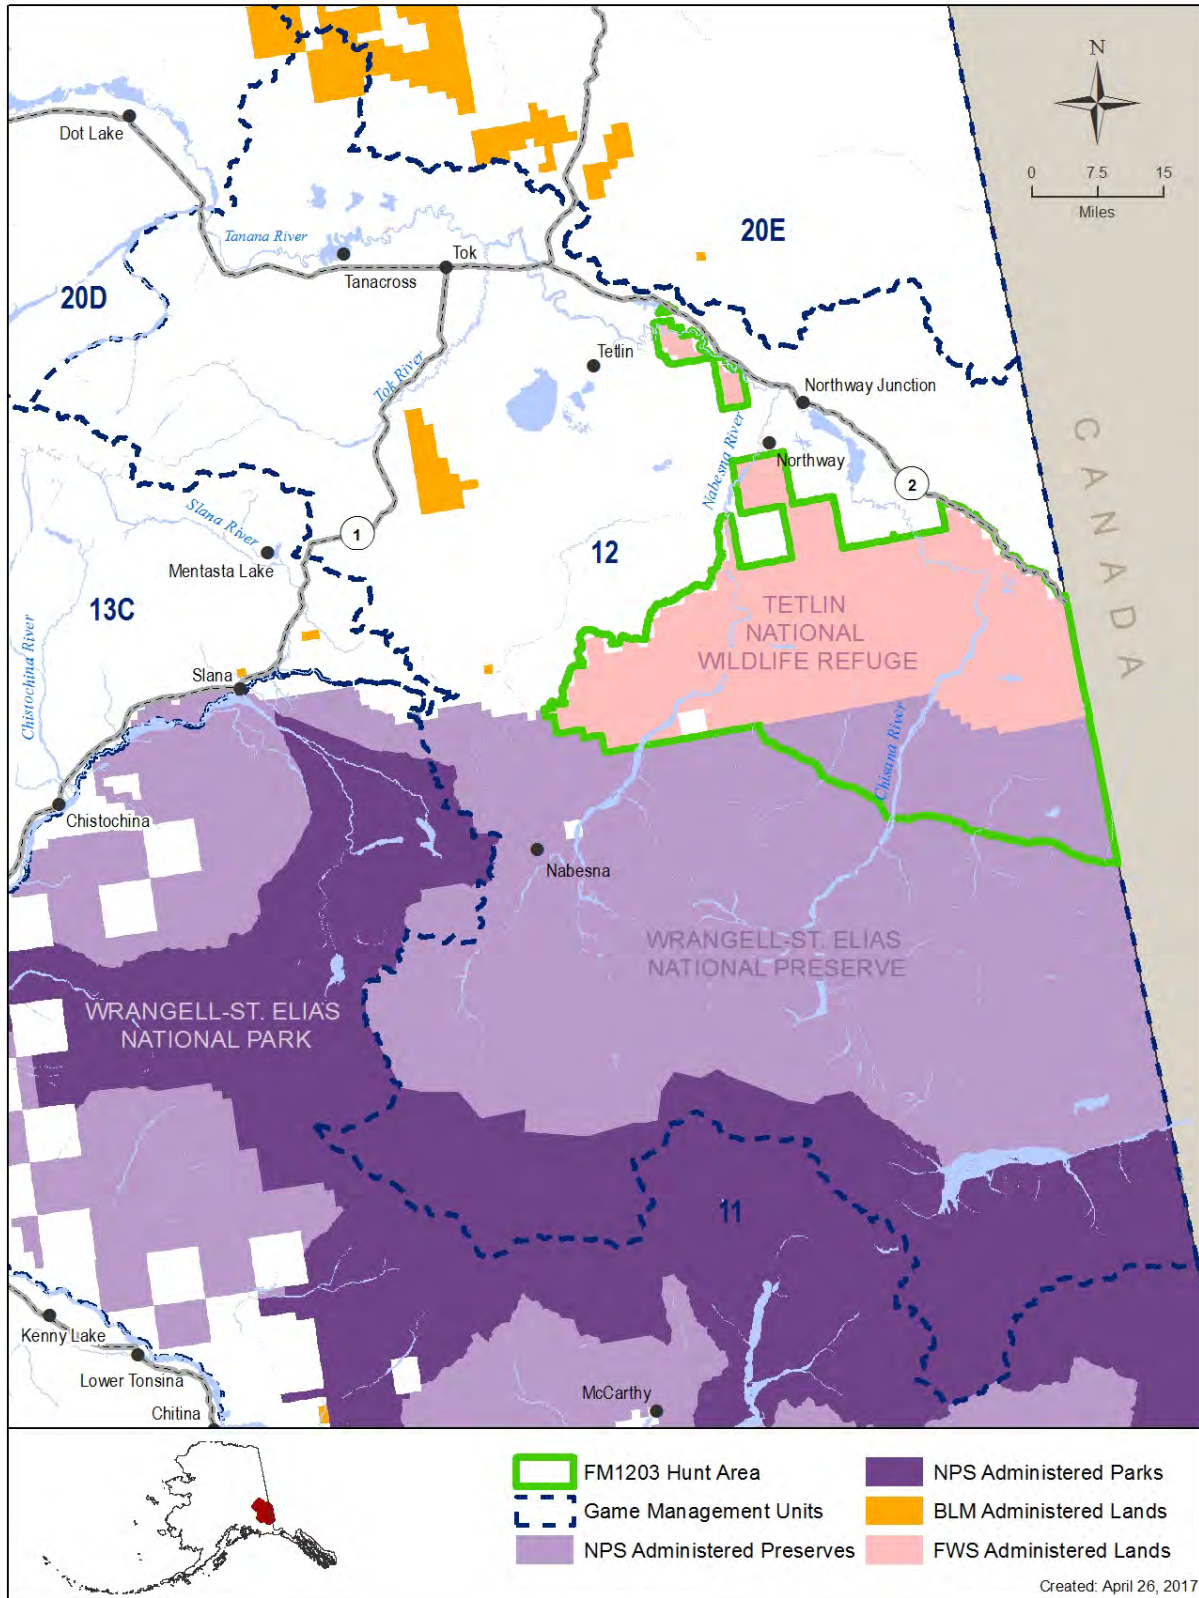 N
0 7.5 15
Miles
Dot Lake
Tanana River
20E
Tok
Tanacross
20D
Tetlin
Northway Junction
Tok River
CANADA
Nabesna River
Northway
2
Slana River
1
Mentasta Lake
12
13C
TETLIN
NATIONAL
WILDLIFE REFUGE
Chistochina River
Slana
Chisana River
Chistochina
Nabesna
WRANGELL-ST. ELIAS
NATIONAL PRESERVE
WRANGELL-ST. ELIAS
NATIONAL PARK
11
Kenny Lake
Lower Tonsina
McCarthy
Chitina
FM1203 Hunt Area
Game Management Units
NPS Administered Preserves
NPS Administered Parks
BLM Administered Lands
FWS Administered Lands
Created: April 26, 2017